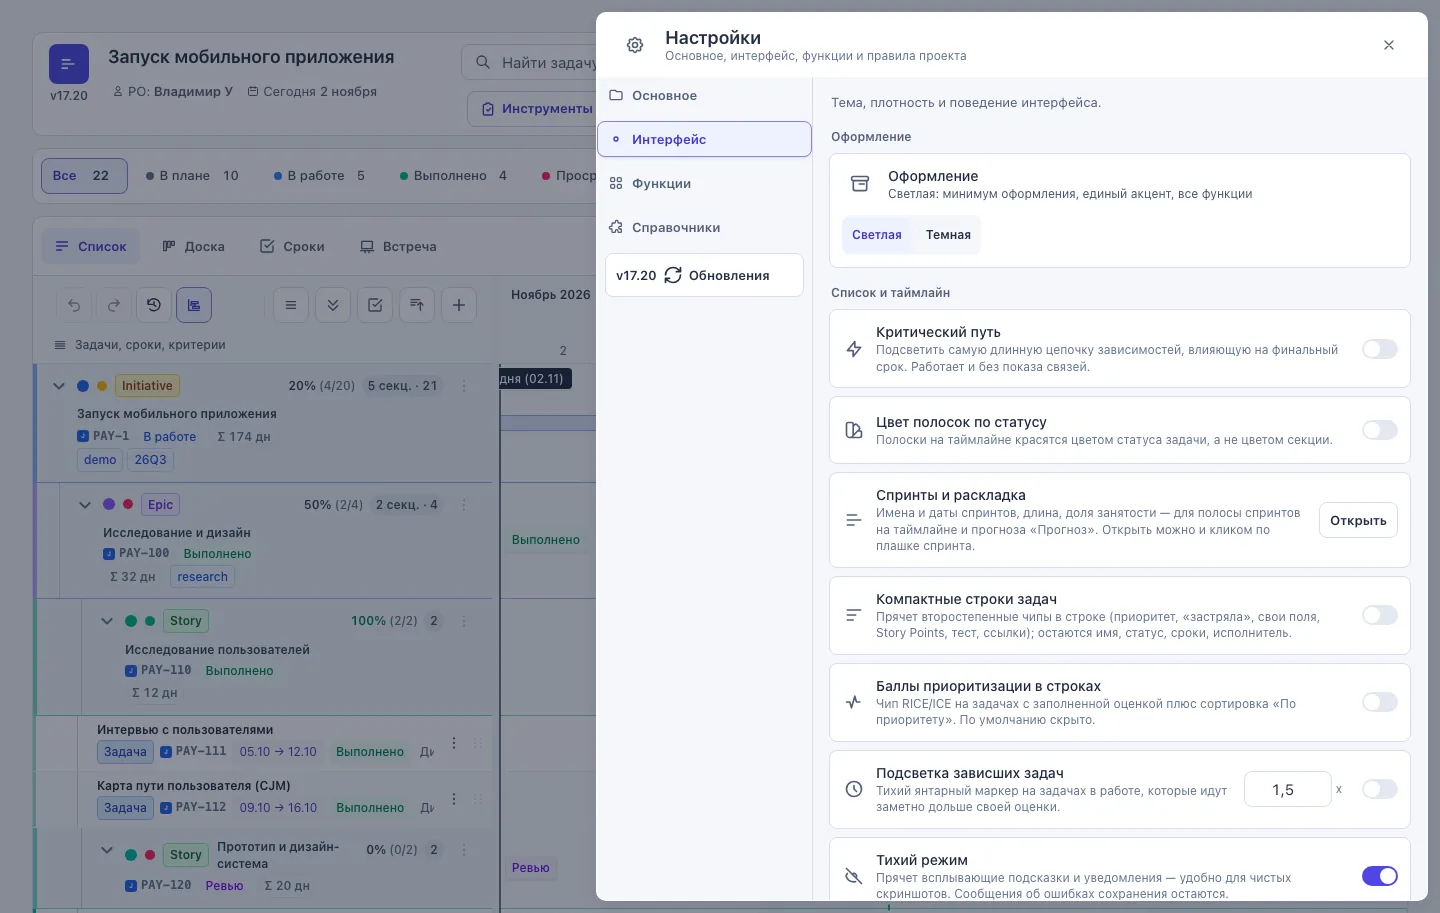 Запуск мобильного приложения
v17.20
PO: Владимир У
Сегодня 2 ноября
Найти задачу
Инструменты
Все 22
В плане 10
В работе 5
Выполнено 4
Проср
Список
Доска
Сроки
Встреча
Ноябрь 2026
Задачи, сроки, критерии
2
дня (02.11)
Initiative
20% (4/20)
5 секц. · 21
Запуск мобильного приложения
PAY-1 В работе Σ 174 дн
demo 26Q3
Epic
50% (2/4)
2 секц. · 4
Исследование и дизайн
PAY-100 Выполнено
Σ 32 дн research
Выполнено
Story
100% (2/2)
2
Исследование пользователей
PAY-110 Выполнено
Σ 12 дн
Интервью с пользователями
Задача PAY-111 05.10 → 12.10 Выполнено Ди
Карта пути пользователя (CJM)
Задача PAY-112 09.10 → 16.10 Выполнено Ди
Story
Прототип и дизайн-
система
0% (0/2)
2
PAY-120 Ревью Σ 20 дн
Ревью
Настройки
Основное, интерфейс, функции и правила проекта
Основное
Интерфейс
Функции
Справочники
v17.20 Обновления
Тема, плотность и поведение интерфейса.
Оформление
Оформление
Светлая: минимум оформления, единый акцент, все функции
Светлая Темная
Список и таймлайн
Критический путь
Подсветить самую длинную цепочку зависимостей, влияющую на финальный
срок. Работает и без показа связей.
Цвет полосок по статусу
Полоски на таймлайне красятся цветом статуса задачи, а не цветом секции.
Спринты и раскладка
Имена и даты спринтов, длина, доля занятости — для полосы спринтов
на таймлайне и прогноза «Прогноз». Открыть можно и кликом по
плашке спринта.
Открыть
Компактные строки задач
Прячет второстепенные чипы в строке (приоритет, «застряла», свои поля,
Story Points, тест, ссылки); остаются имя, статус, сроки, исполнитель.
Баллы приоритизации в строках
Чип RICE/ICE на задачах с заполненной оценкой плюс сортировка «По
приоритету». По умолчанию скрыто.
Подсветка зависших задач
Тихий янтарный маркер на задачах в работе, которые идут
заметно дольше своей оценки.
1,5 x
Тихий режим
Прячет всплывающие подсказки и уведомления — удобно для чистых
скриншотов. Сообщения об ошибках сохранения остаются.